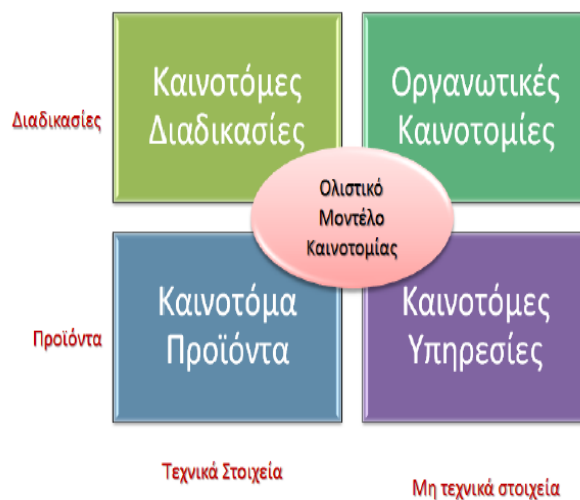 Καινοτόμες
Διαδικασίες
Οργανωτικές
Καινοτομίες
Διαδικασίες
Ολιστικό
Μοντέλο
Καινοτομίας
Καινοτόμα
Προϊόντα
Καινοτόμες
Υπηρεσίες
Προϊόντα
Τεχνικά Στοιχεία
Μη τεχνικά στοιχεία